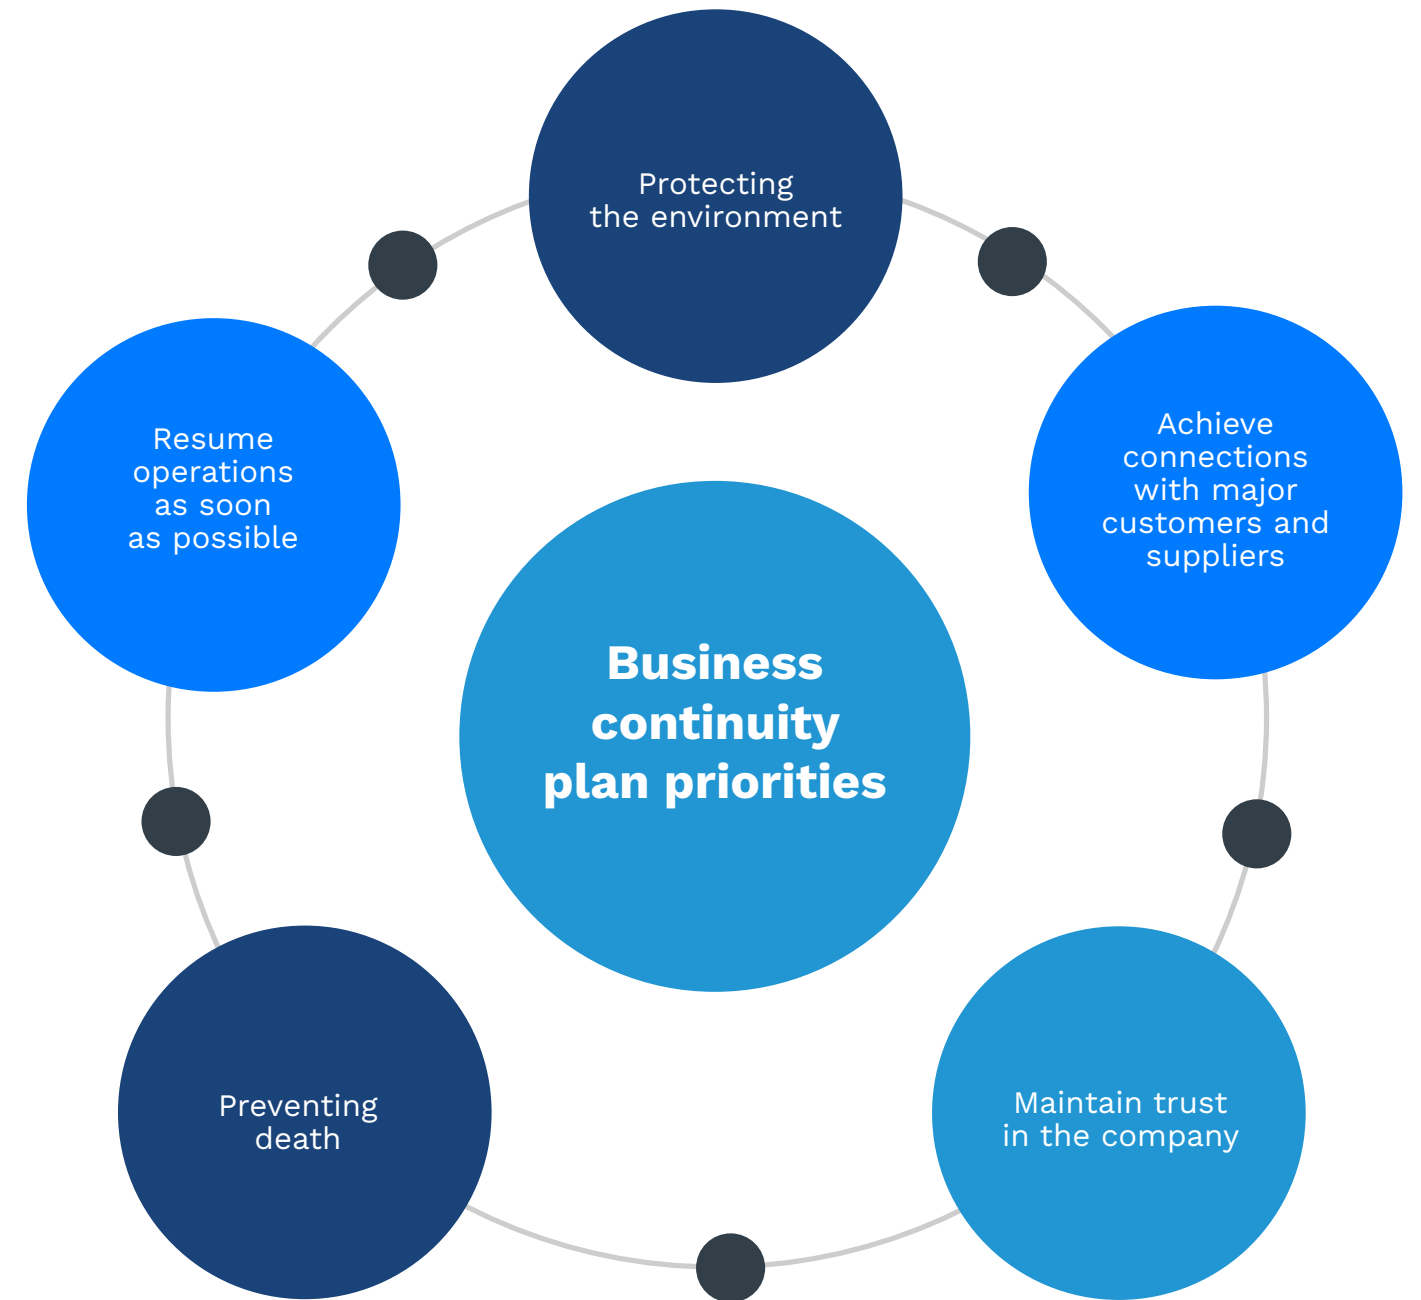 Protecting
the environment
Achieve
connections
with major
customers and
suppliers
Resume
operations
as soon
as possible
Business
continuity
plan priorities
Preventing
death
Maintain trust
in the company